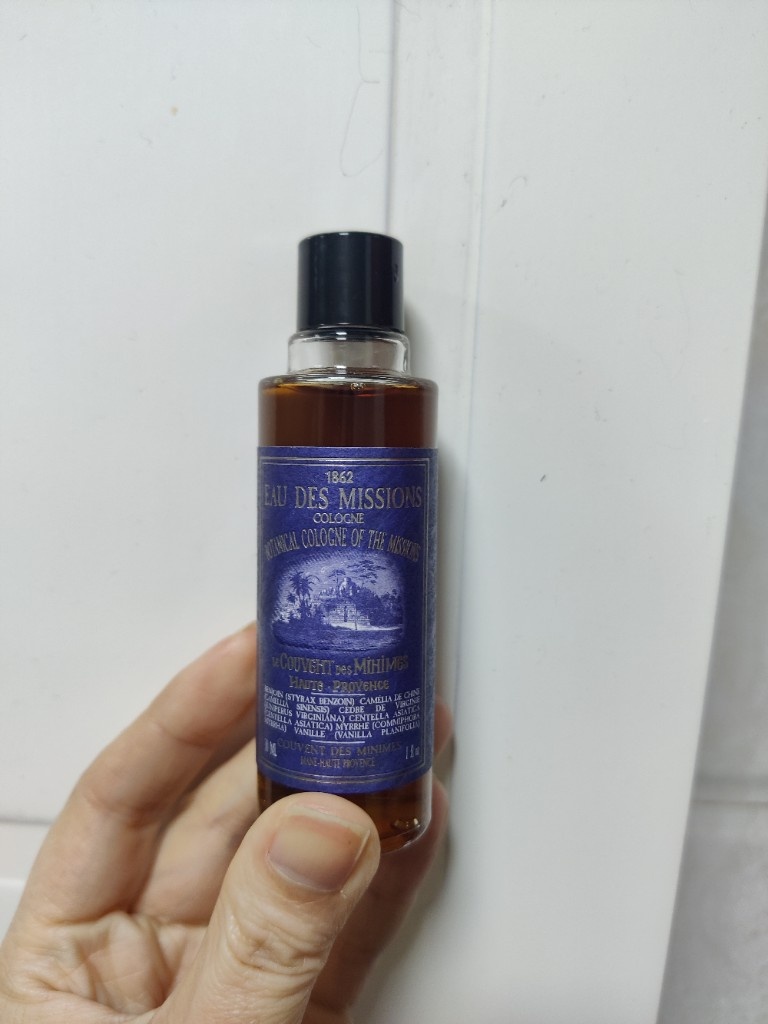 1862
EAU DES MISSIONS
COLOGNE
BOTANICAL COLOGNE OF THE MISSIONS
LE COUVENT DES MINIMES
HAUTE-PROVENCE
BENJOIN (STYRAX BENZOIN) CAMÉLIA DE CHINE
(CAMELLIA SINENSIS) CÈDRE DE VIRGINIE
(JUNIPERUS VIRGINIANA) CENTELLA ASIATICA
(CENTELLA ASIATICA) MYRRHE (COMMIPHORA
MYRRHA) VANILLE (VANILLA PLANIFOLIA)
COUVENT DES MINIMES
MANE-HAUTE PROVENCE